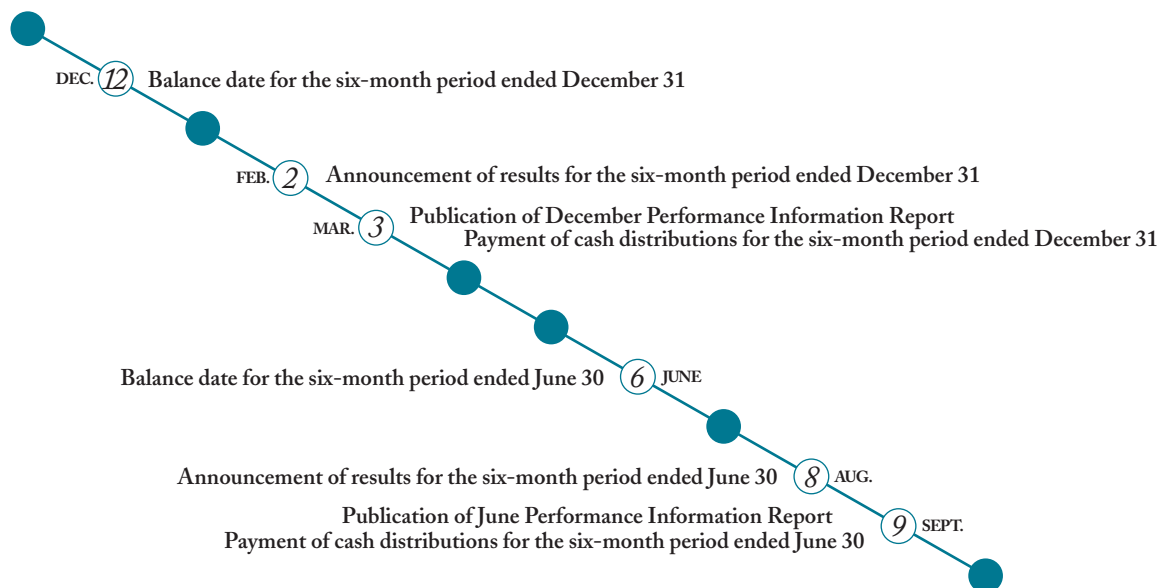 DEC. 12 Balance date for the six-month period ended December 31
FEB. 2 Announcement of results for the six-month period ended December 31
MAR. 3 Publication of December Performance Information Report
Payment of cash distributions for the six-month period ended December 31
Balance date for the six-month period ended June 30 6 JUNE
Announcement of results for the six-month period ended June 30 8 AUG.
Publication of June Performance Information Report
Payment of cash distributions for the six-month period ended June 30 9 SEPT.